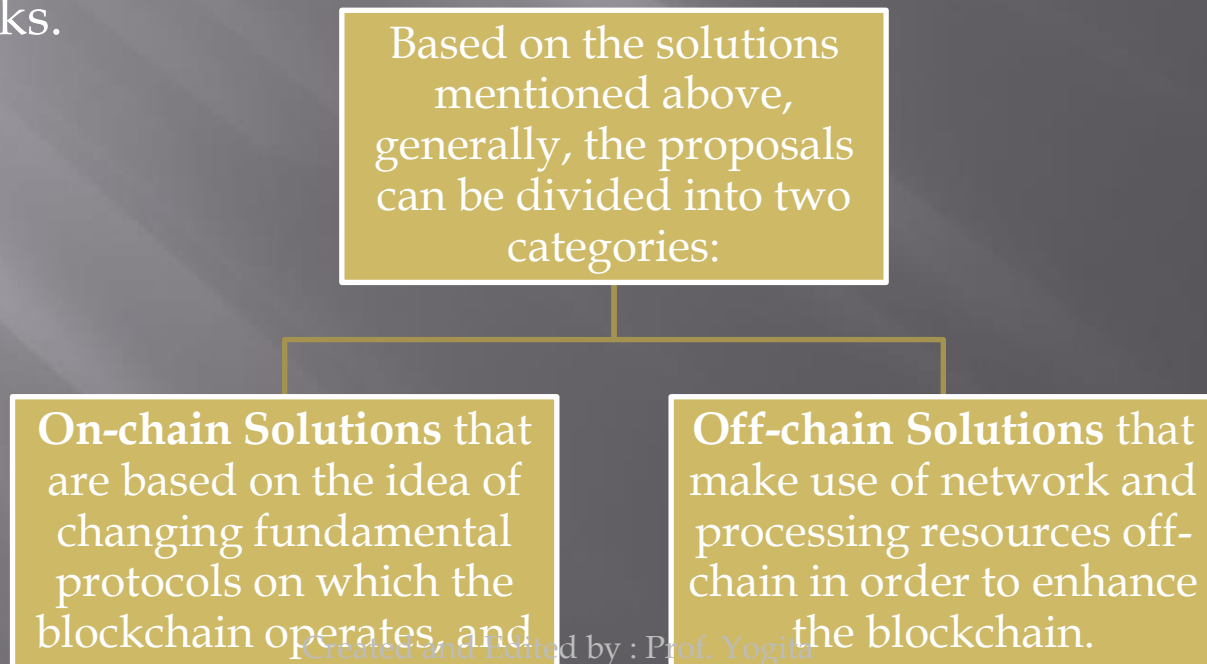 ks.
Based on the solutions
mentioned above,
generally, the proposals
can be divided into two
categories:
On-chain Solutions that
are based on the idea of
changing fundamental
protocols on which the
blockchain operates, and
Off-chain Solutions that
make use of network and
processing resources off-
chain in order to enhance
the blockchain.
Created and Edited by : Prof. Yogita